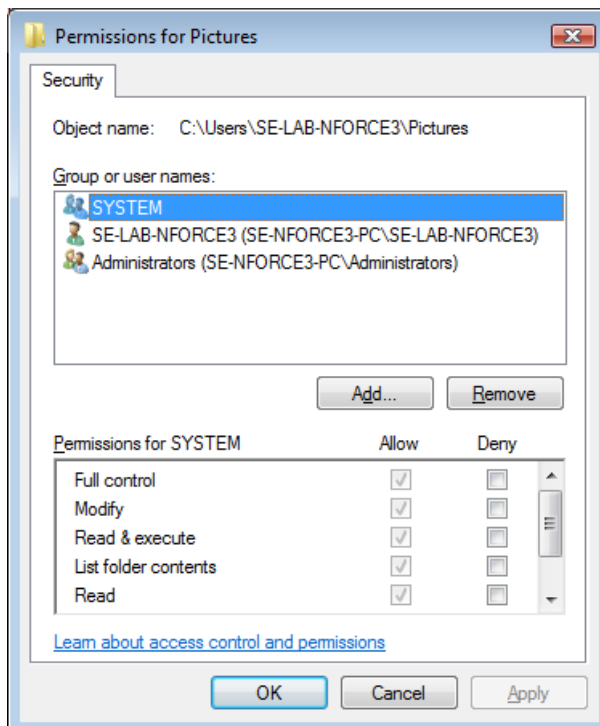 Permissions for Pictures
Security
Object name: C:\Users\SE-LAB-NFORCE3\Pictures
Group or user names:
SYSTEM
SE-LAB-NFORCE3 (SE-NFORCE3-PC\SE-LAB-NFORCE3)
Administrators (SE-NFORCE3-PC\Administrators)
Add... Remove
Permissions for SYSTEM Allow Deny
Full control
Modify
Read & execute
List folder contents
Read
Learn about access control and permissions
OK Cancel Apply